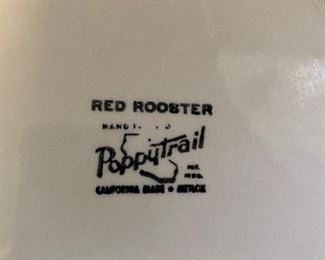 RED ROOSTER
Poppytrail
CALIFORNIA MADE • METLOX